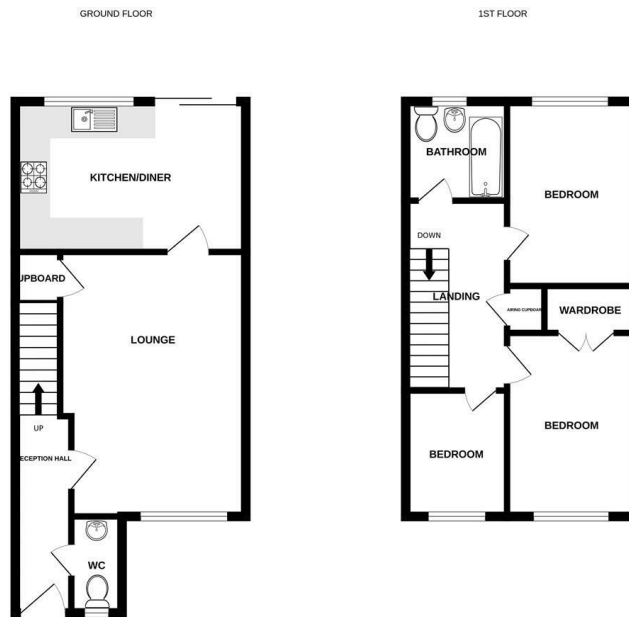 GROUND FLOOR
1ST FLOOR
KITCHEN/DINER
UPBOARD
LOUNGE
UP
ECEPTION HALL
WC
BATHROOM
BEDROOM
DOWN
LANDING
AIRING CUPBOARD
WARDROBE
BEDROOM
BEDROOM